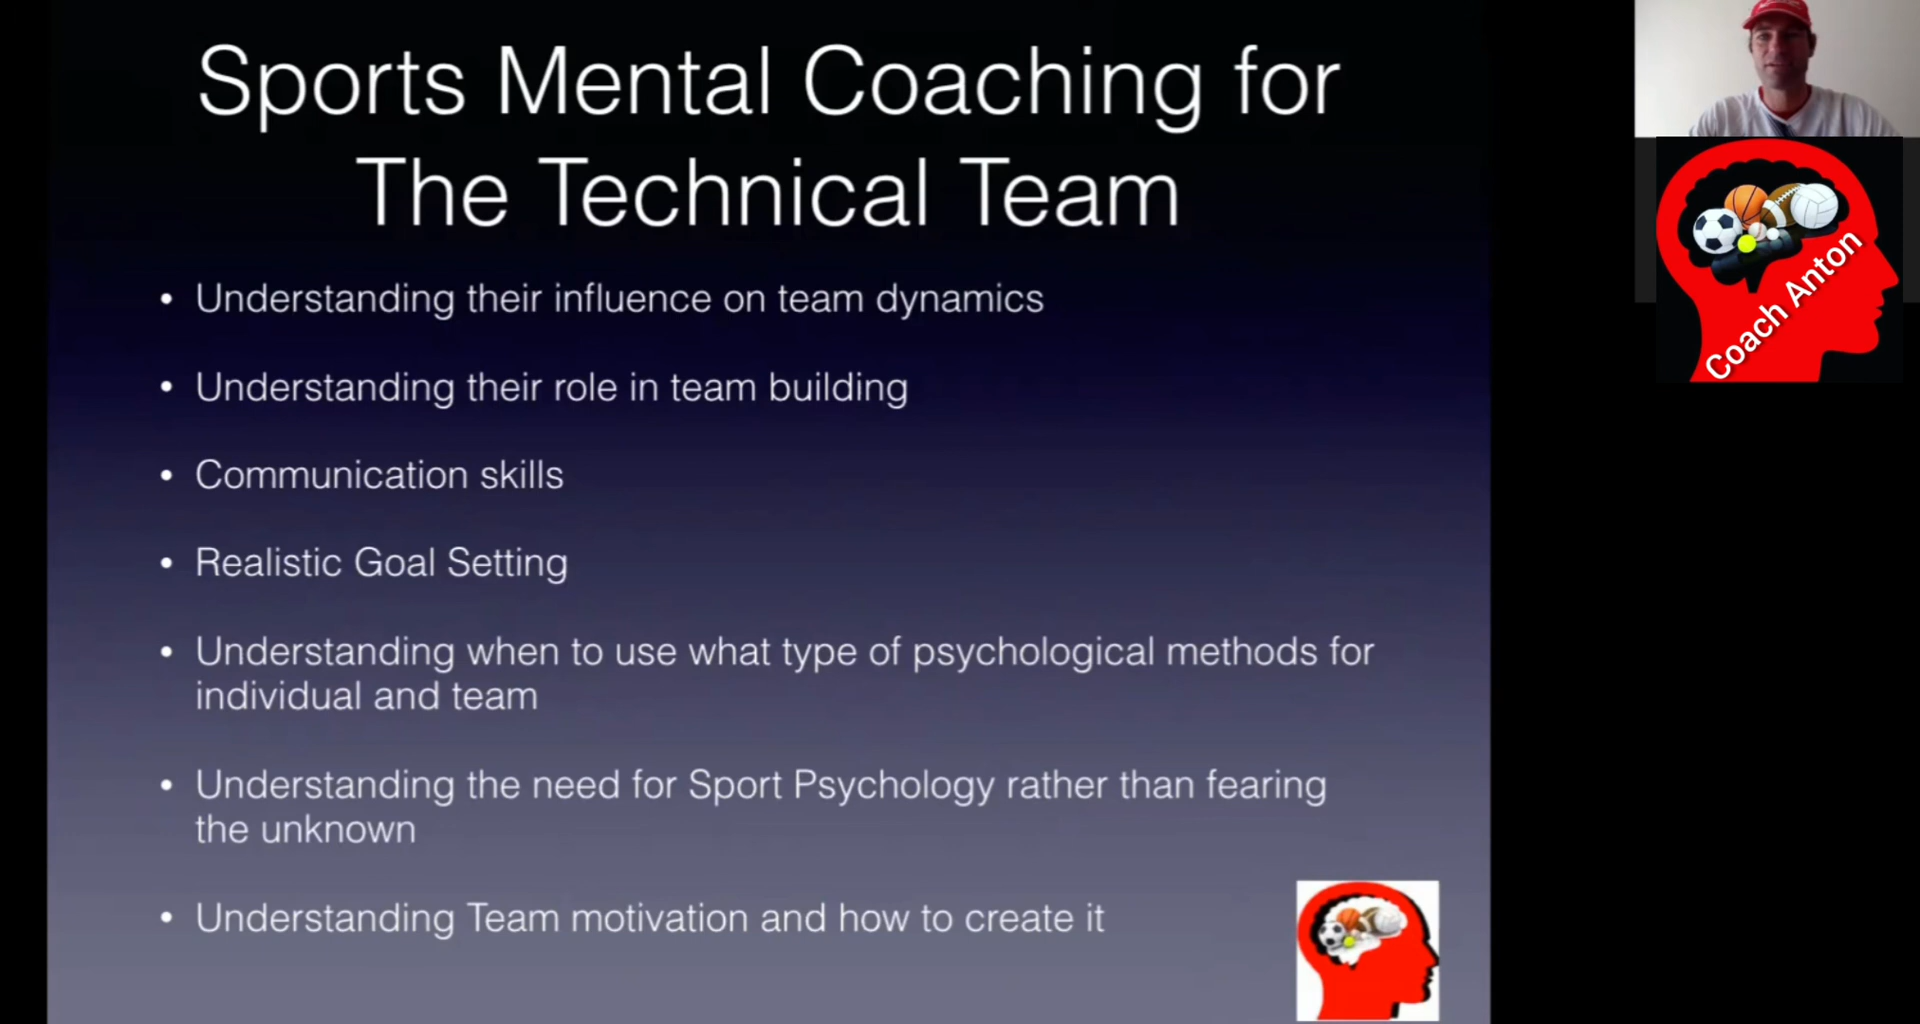 Sports Mental Coaching for
The Technical Team
• Understanding their influence on team dynamics
• Understanding their role in team building
• Communication skills
• Realistic Goal Setting
• Understanding when to use what type of psychological methods for
individual and team
• Understanding the need for Sport Psychology rather than fearing
the unknown
• Understanding Team motivation and how to create it
Coach Anton